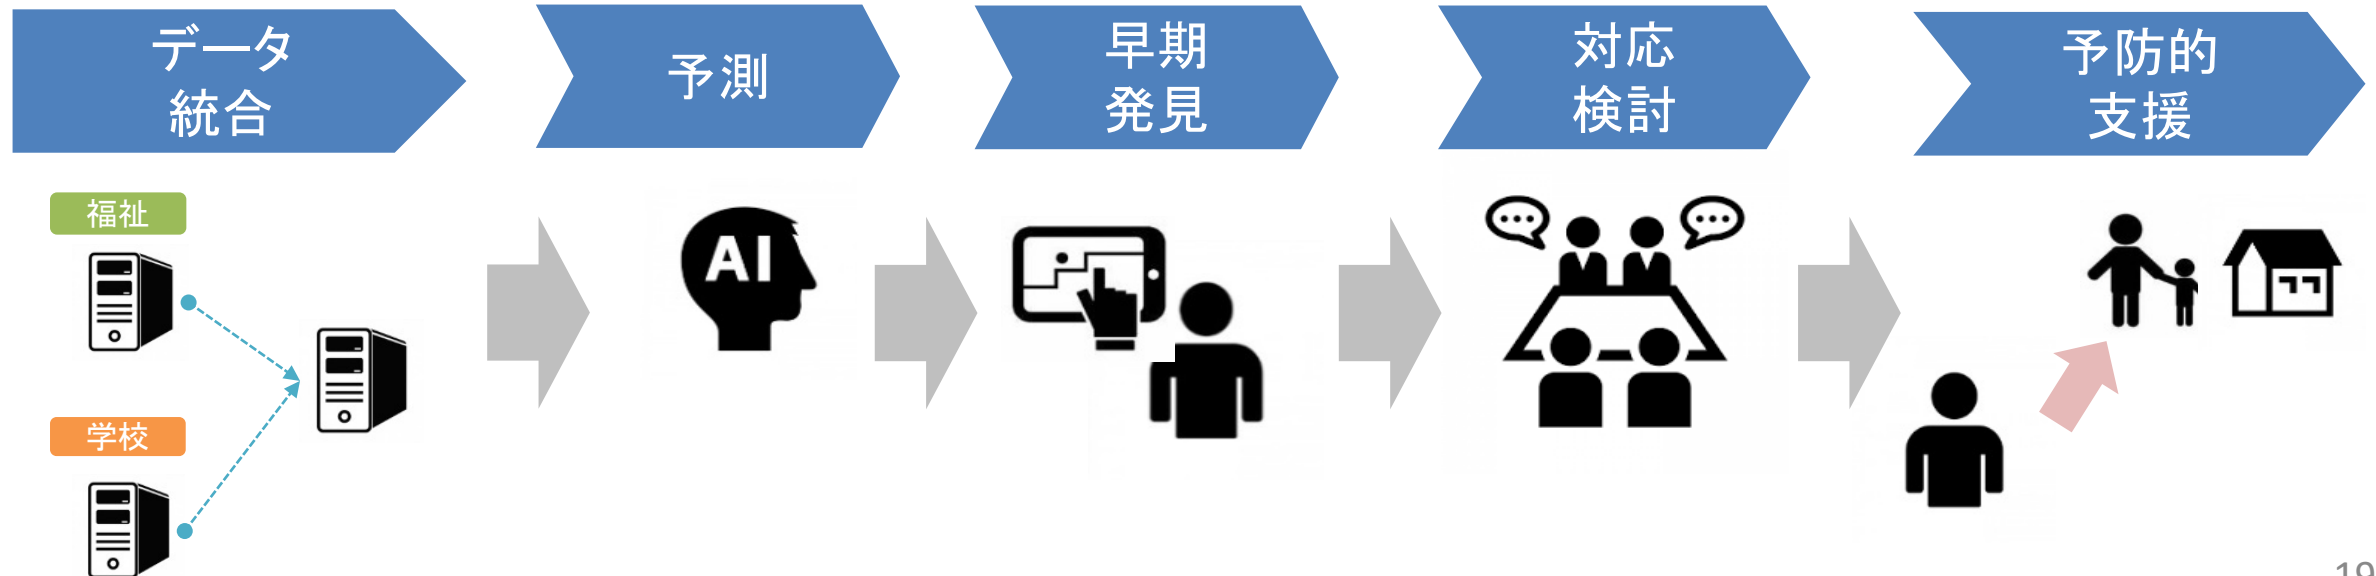 データ
統合
予測
早期
発見
対応
検討
予防的
支援
福祉
学校
AI
19